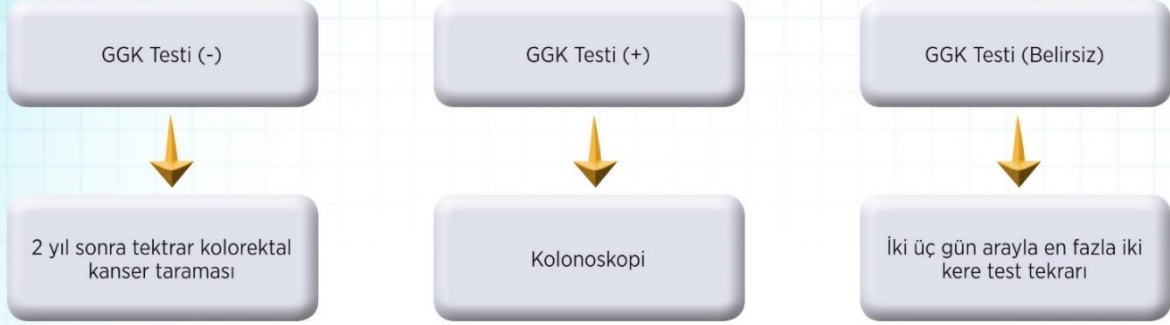 GGK Testi (-)
GGK Testi (+)
GGK Testi (Belirsiz)
2 yıl sonra tektrar kolorektal
kanser taraması
Kolonoskopi
İki üç gün arayla en fazla iki
kere test tekrarı